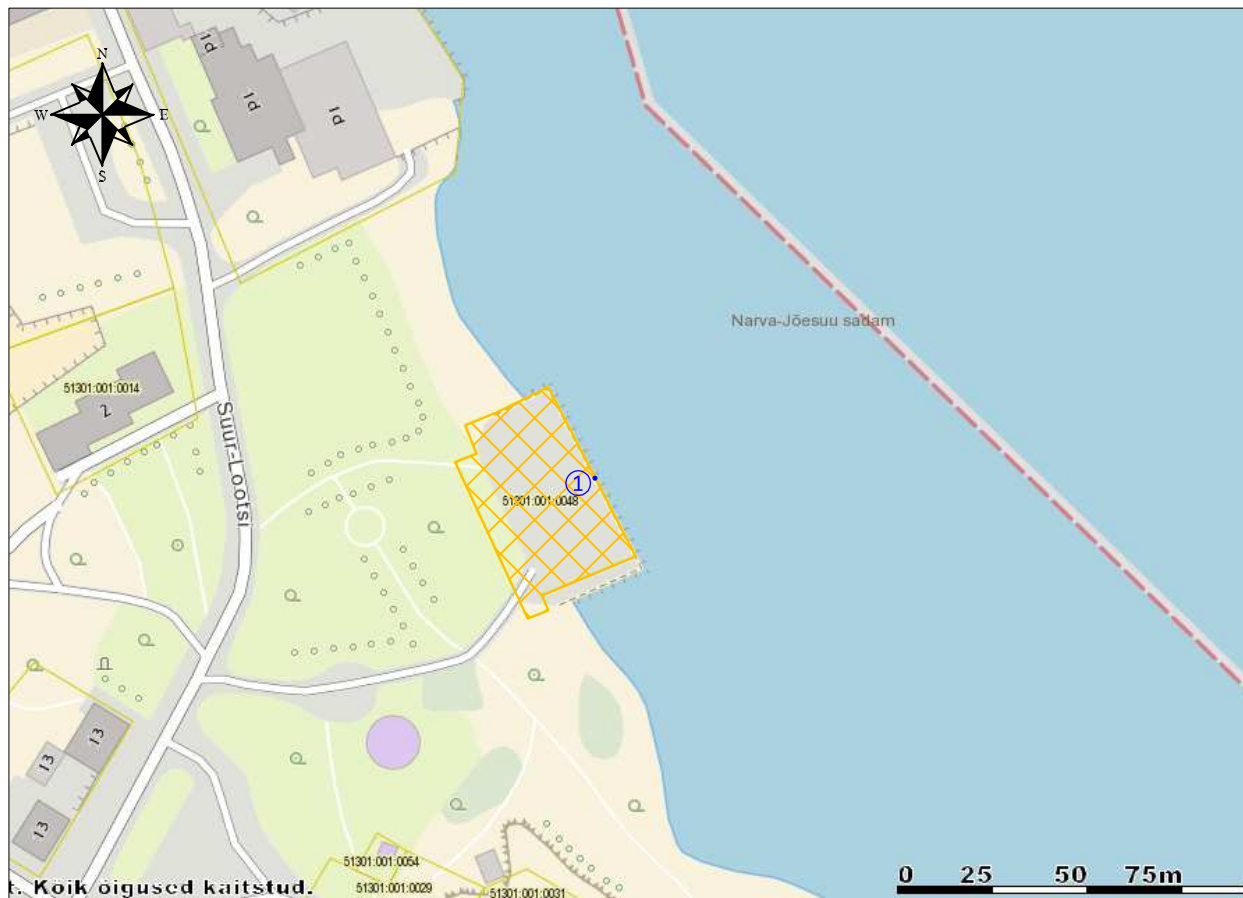 N
W E
S
1d
1d
1d
Narva-Jõesuu sadam
51301:001:0014
2
Suur-Lootsi
1
51301:001:0048
13
13
13
51301:001:0054
51301:001:0029
51301:001:0031
t. Kõik õigused kaitstud.
0 25 50 75m